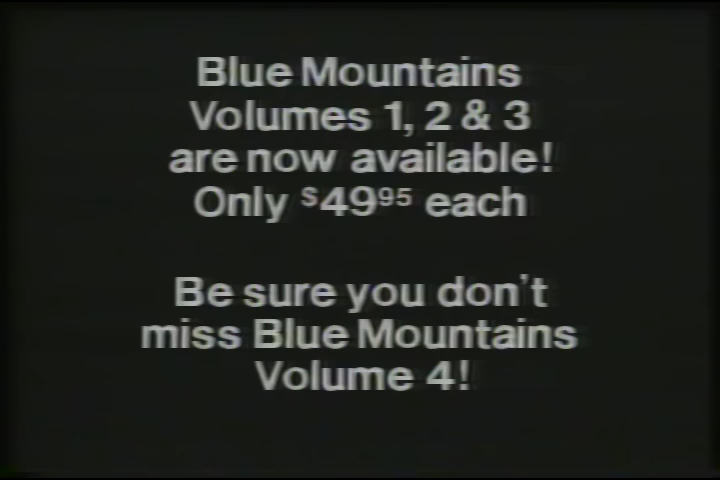 Blue Mountains
Volumes 1, 2 & 3
are now available!
Only $49⁹⁵ each
Be sure you don't
miss Blue Mountains
Volume 4!